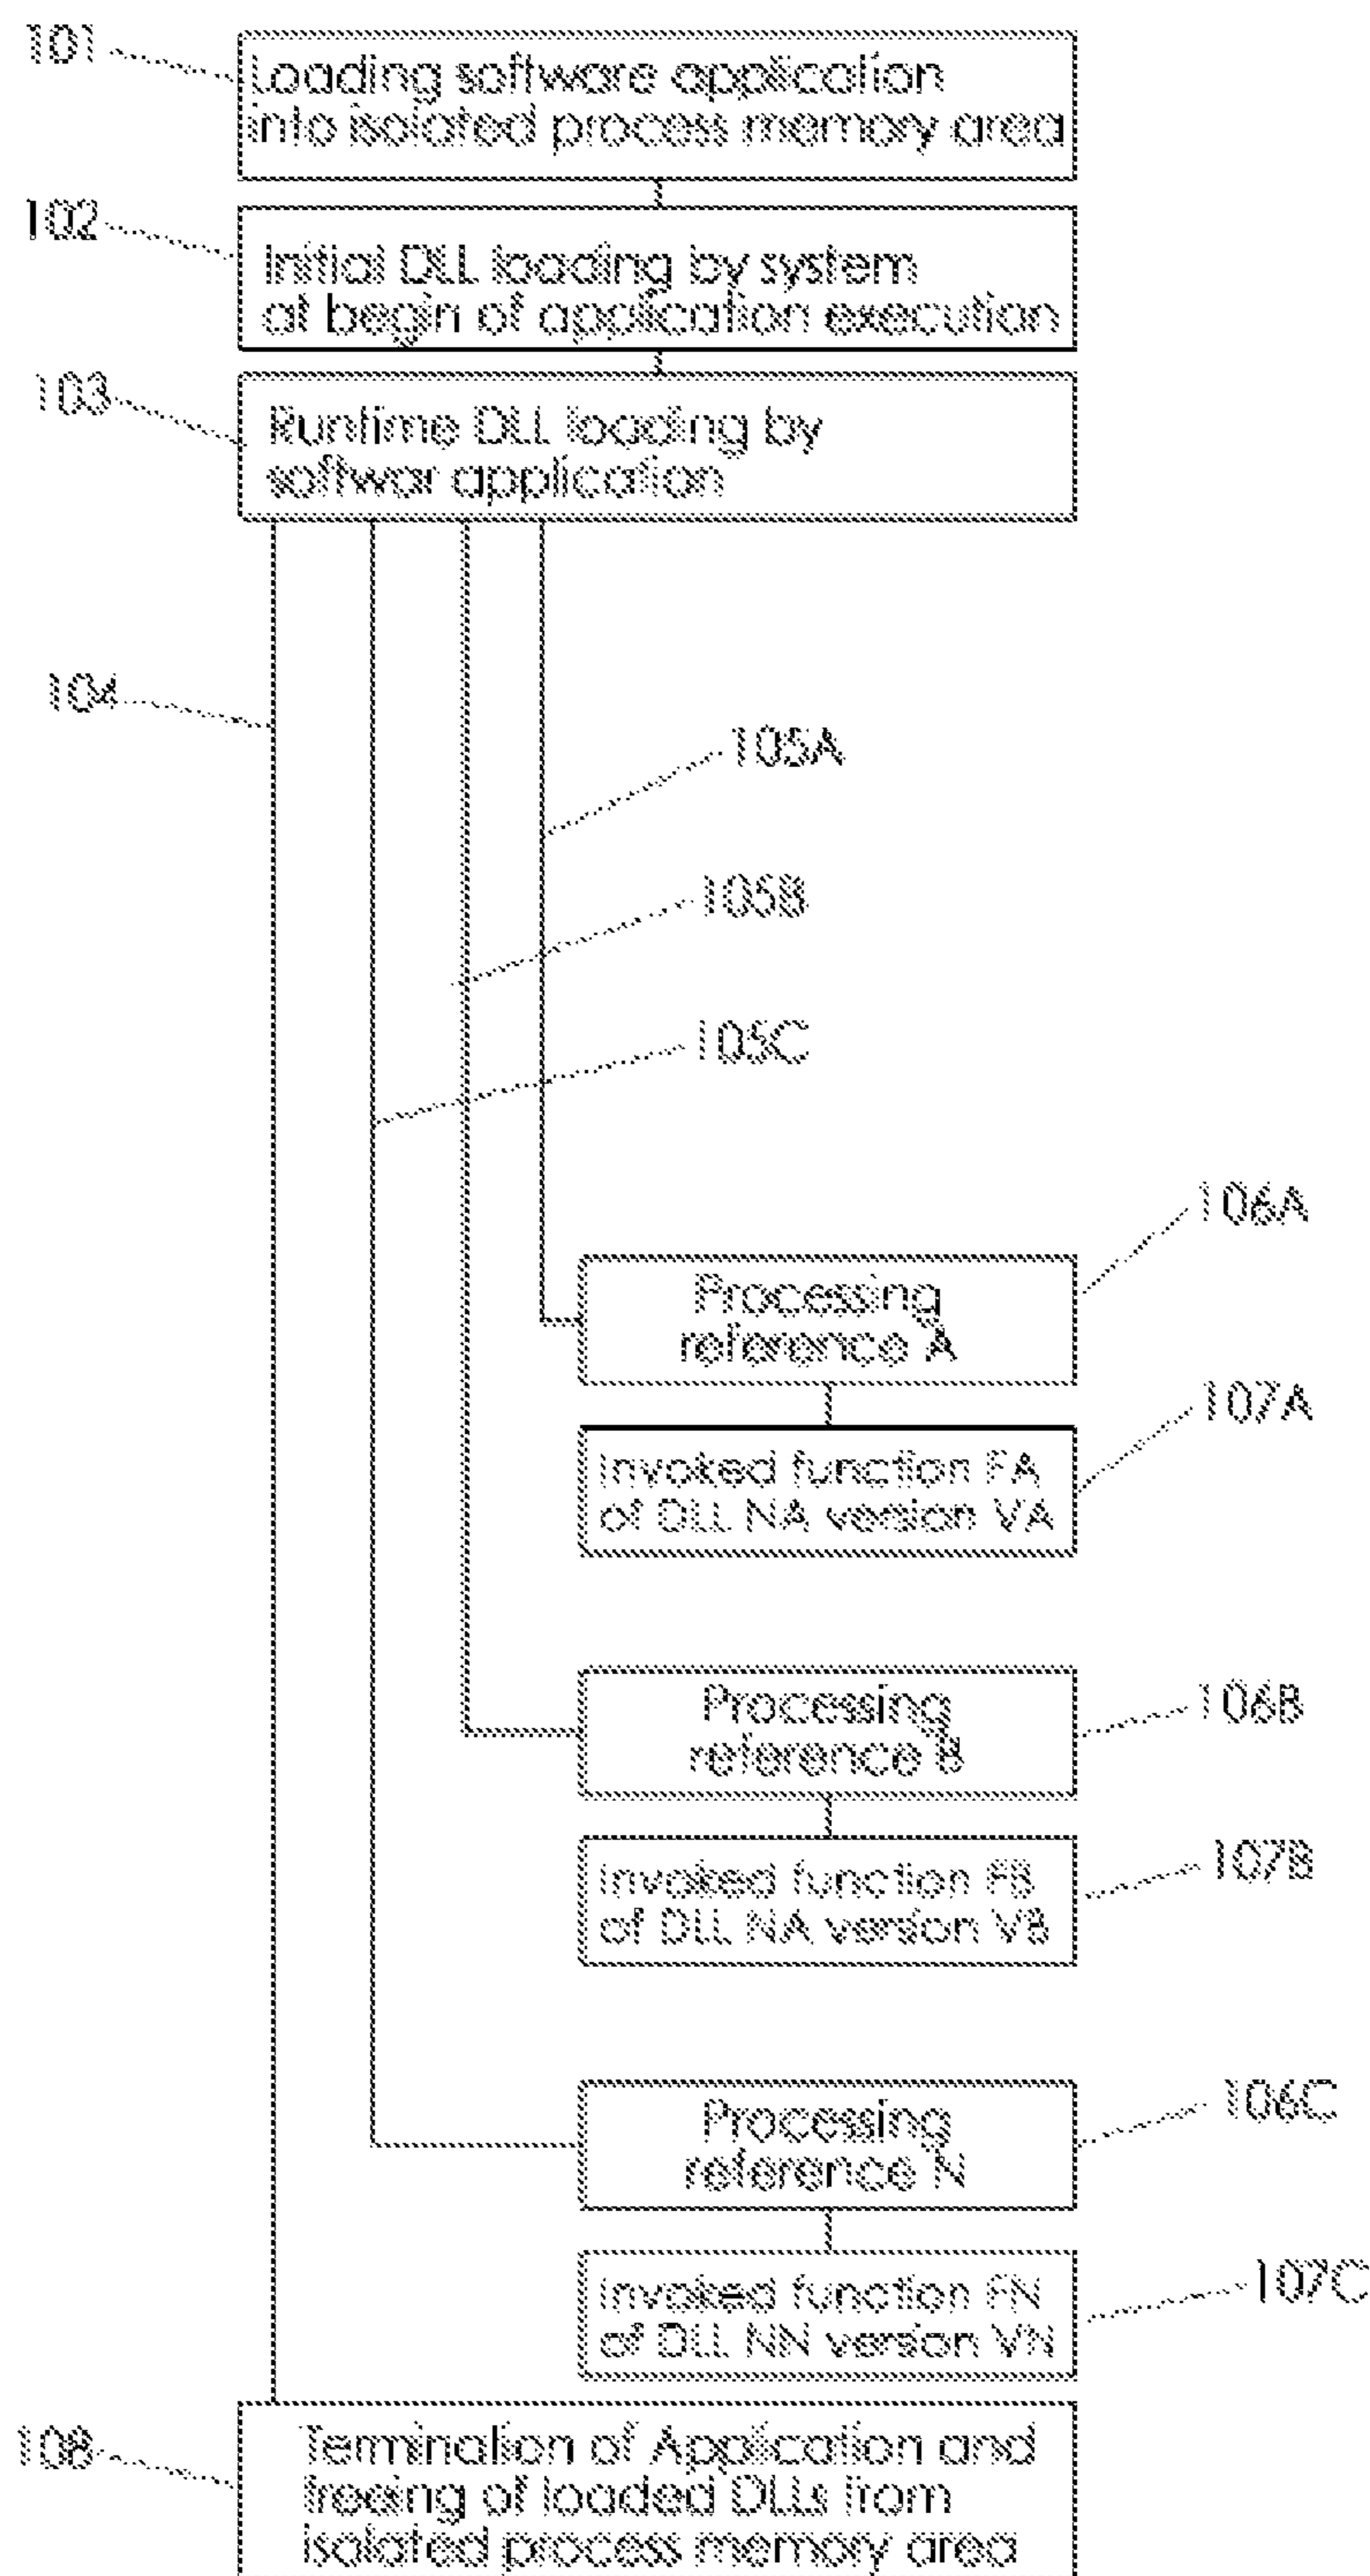 101
Loading software application
into isolated process memory area
102
Initial DLL loading by system
at begin of application execution
103
Runtime DLL loading by
softwar application
104
105A
105B
105C
106A
Processing
reference A
107A
Invoked function FA
of DLL NA version VA
106B
Processing
reference B
107B
Invoked function FB
of DLL NA version VB
106C
Processing
reference N
107C
Invoked function FN
of DLL NN version VN
108
Termination of Application and
freeing of loaded DLLs from
isolated process memory area